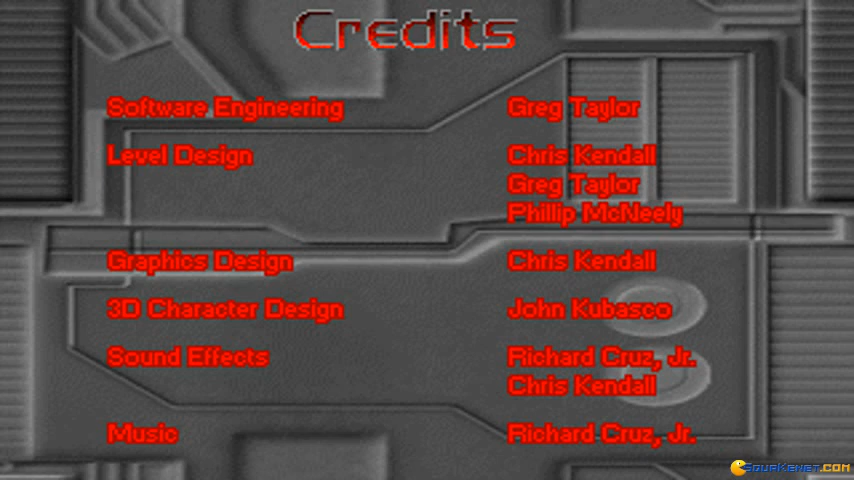 Credits
Software Engineering Greg Taylor
Level Design Chris Kendall
Greg Taylor
Phillip McNeely
Graphics Design Chris Kendall
3D Character Design John Kubasco
Sound Effects Richard Cruz, Jr.
Chris Kendall
Music Richard Cruz, Jr.
SquaKenet.com